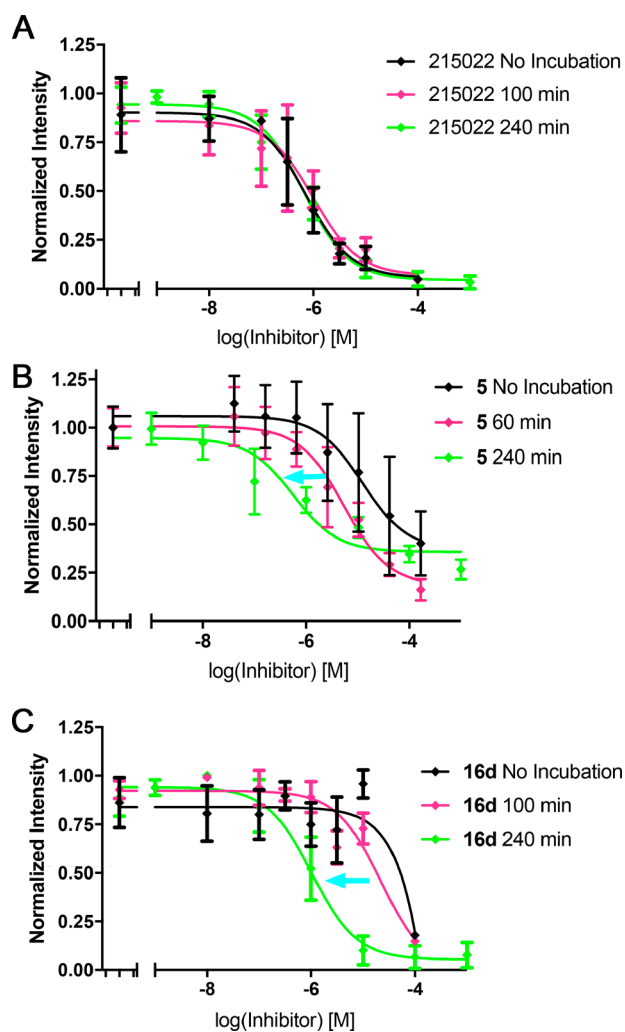 A
1.25
1.00
0.75
0.50
0.25
0.00
Normalized Intensity
215022 No Incubation
215022 100 min
215022 240 min
-8
-6
-4
log(Inhibitor) [M]
B
1.25
1.00
0.75
0.50
0.25
0.00
Normalized Intensity
5 No Incubation
5 60 min
5 240 min
-8
-6
-4
log(Inhibitor) [M]
C
1.25
1.00
0.75
0.50
0.25
0.00
Normalized Intensity
16d No Incubation
16d 100 min
16d 240 min
-8
-6
-4
log(Inhibitor) [M]